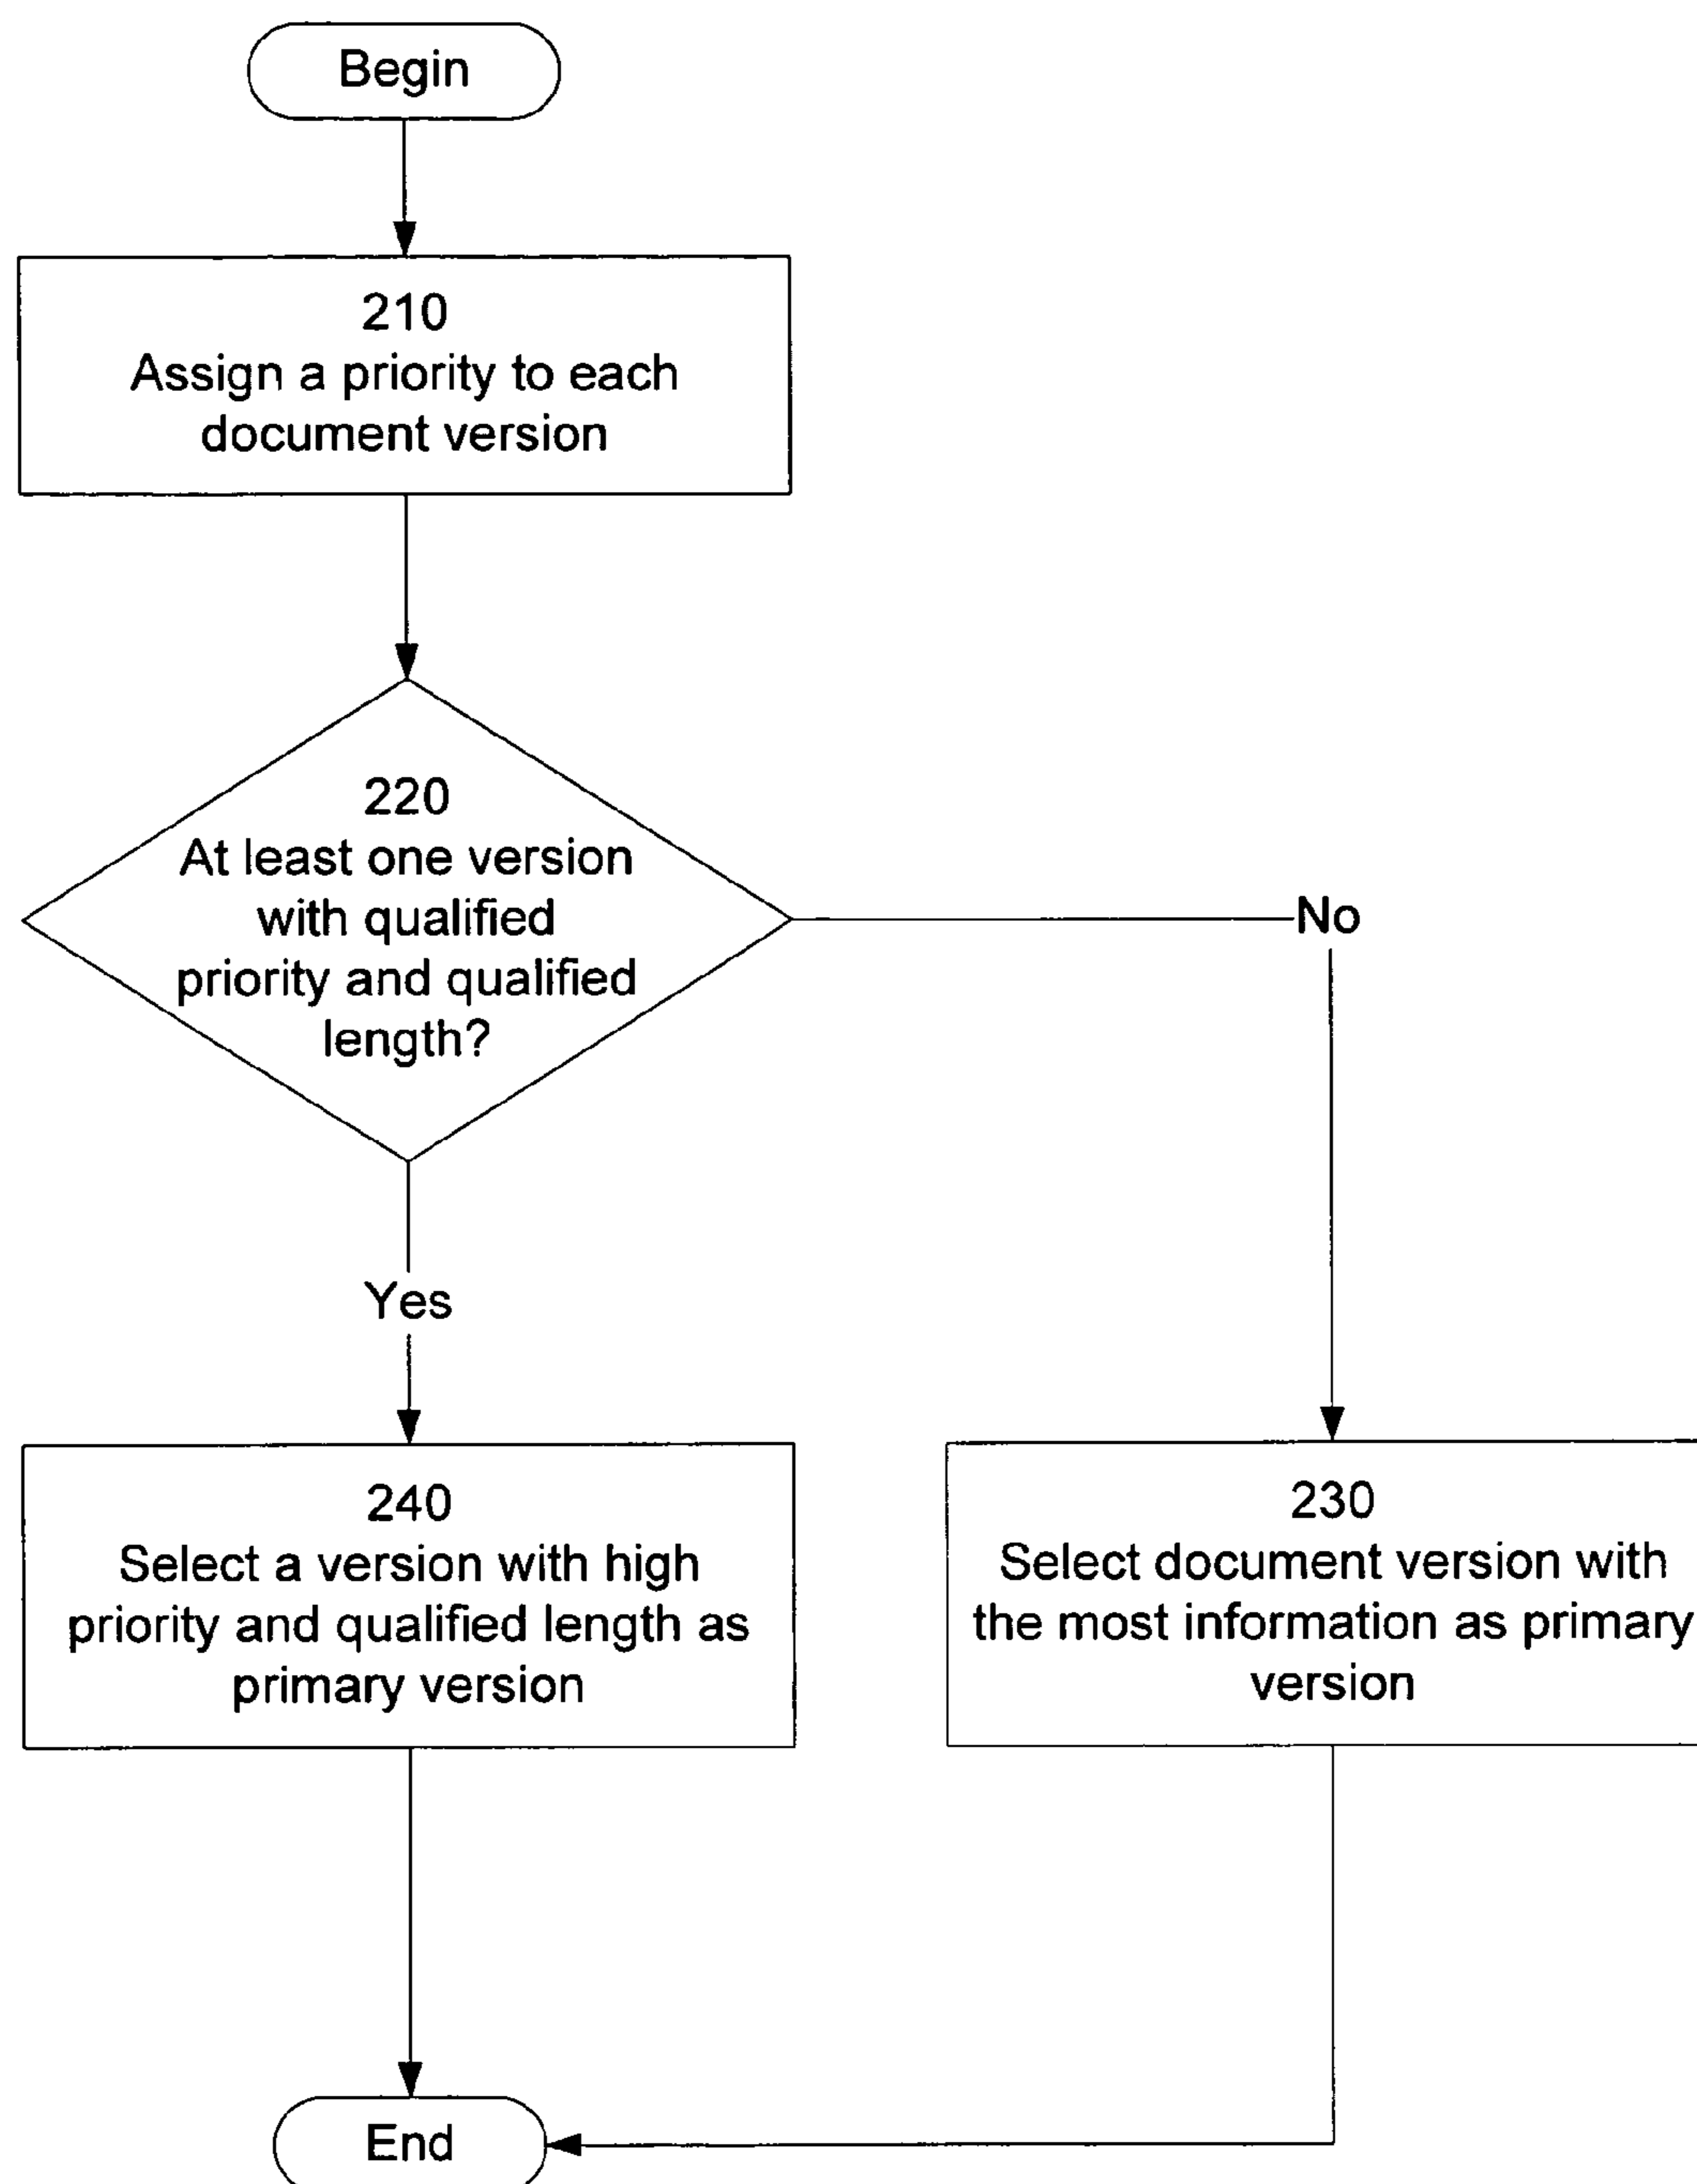 Begin
210
Assign a priority to each
document version
220
At least one version
with qualified
priority and qualified
length?
No
Yes
240
Select a version with high
priority and qualified length as
primary version
230
Select document version with
the most information as primary
version
End